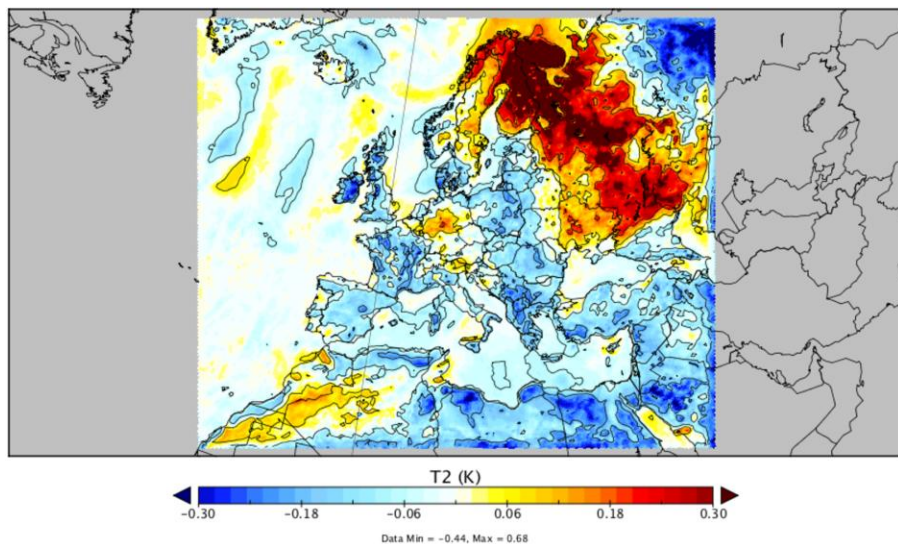 T2 (K)
−0.30 −0.18 −0.06 0.06 0.18 0.30
Data Min = −0.44, Max = 0.68